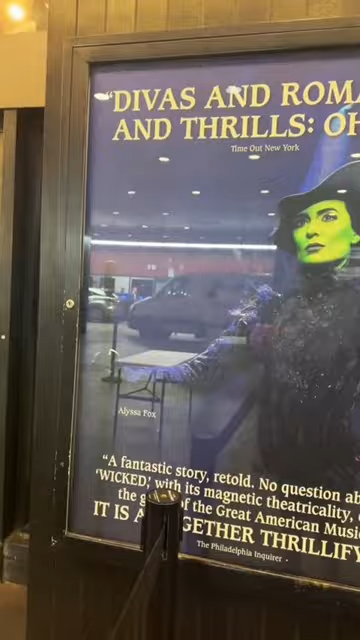 "DIVAS AND ROMA
AND THRILLS: OH
Time Out New York
Alyssa Fox
"A fantastic story, retold. No question ab
'WICKED,' with its magnetic theatricality,
the g of the Great American Music
IT IS A GETHER THRILLIFY
The Philadelphia Inquirer